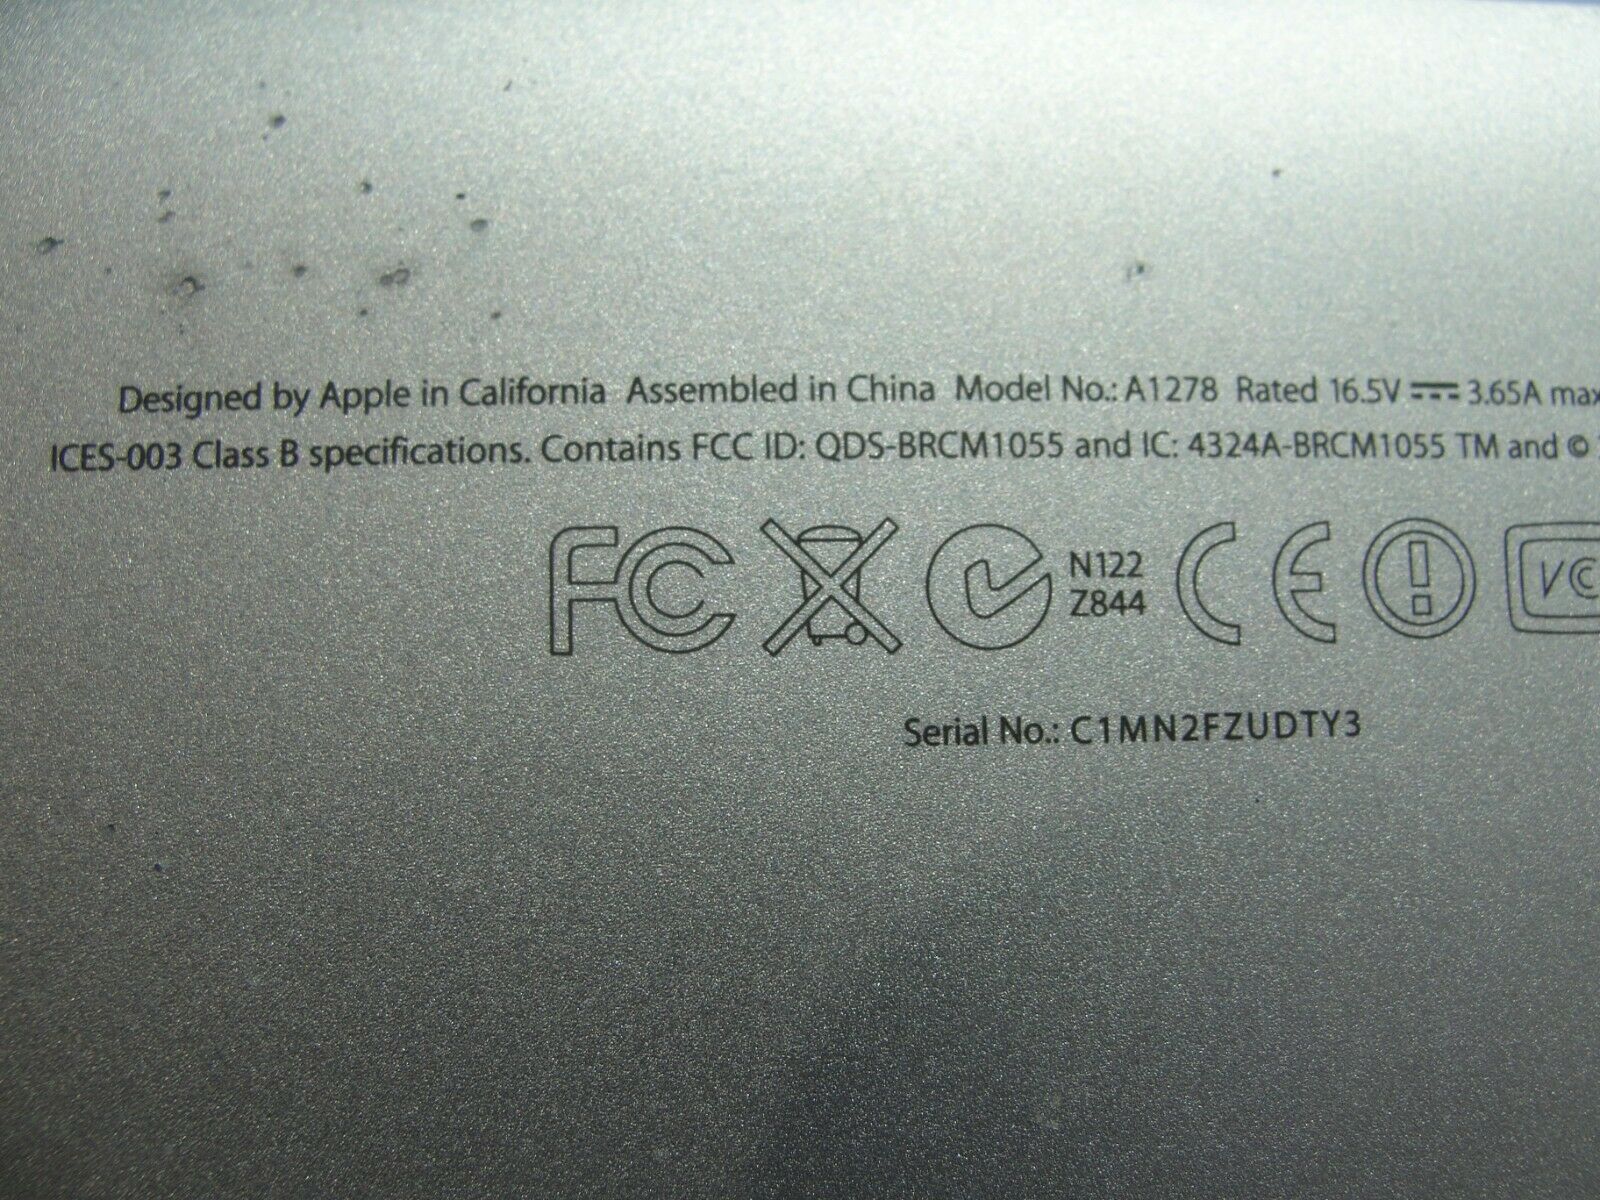 Designed by Apple in California Assembled in China Model No.: A1278 Rated 16.5V ⎓ 3.65A max
ICES-003 Class B specifications. Contains FCC ID: QDS-BRCM1055 and IC: 4324A-BRCM1055 TM and ©
FC N122 CE VC
Z844
Serial No.: C1MN2FZUDTY3